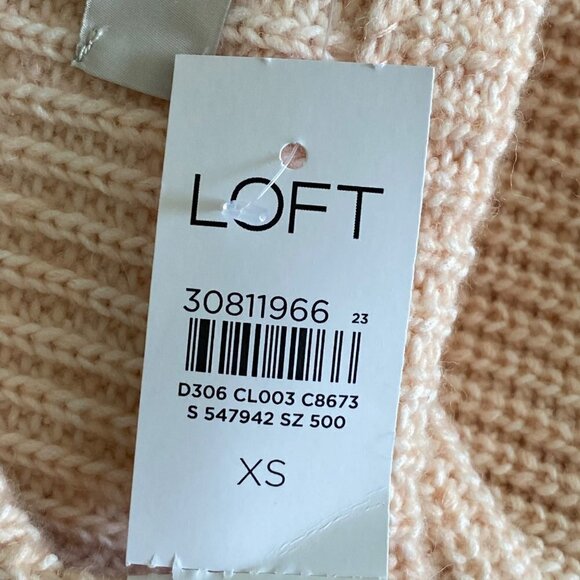 LOFT
30811966 23
D306 CL003 C8673
S 547942 SZ 500
XS